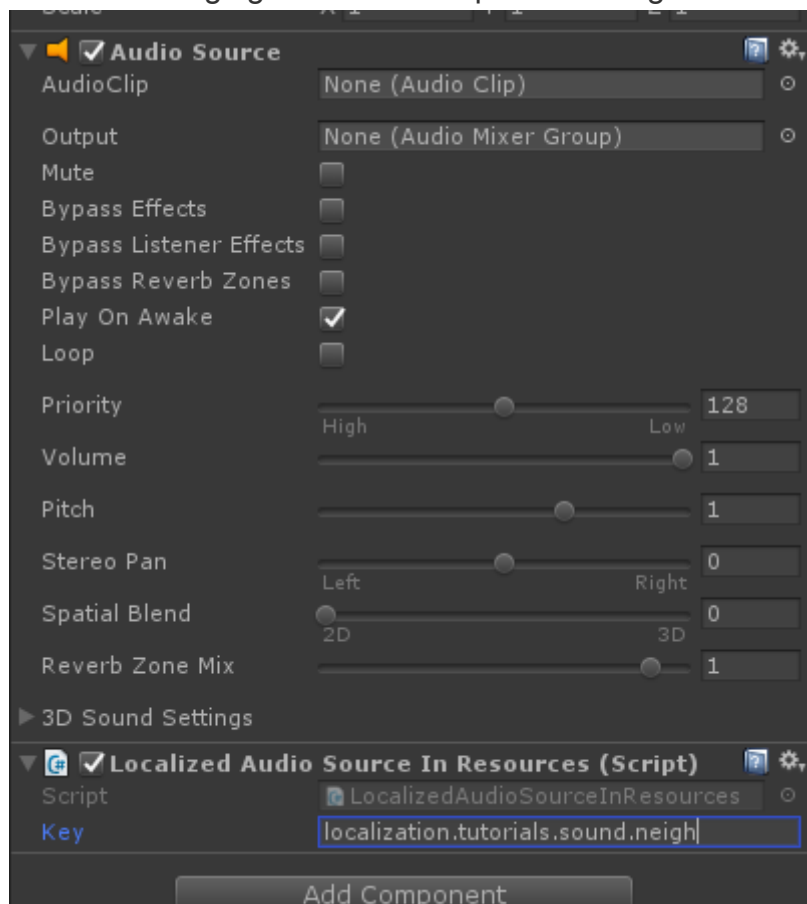 Audio Source
AudioClip None (Audio Clip)
Output None (Audio Mixer Group)
Mute
Bypass Effects
Bypass Listener Effects
Bypass Reverb Zones
Play On Awake
Loop
Priority 128
High Low
Volume 1
Pitch 1
Stereo Pan 0
Left Right
Spatial Blend 0
2D 3D
Reverb Zone Mix 1
3D Sound Settings
Localized Audio Source In Resources (Script)
Script LocalizedAudioSourceInResources
Key localization.tutorials.sound.neigh
Add Component